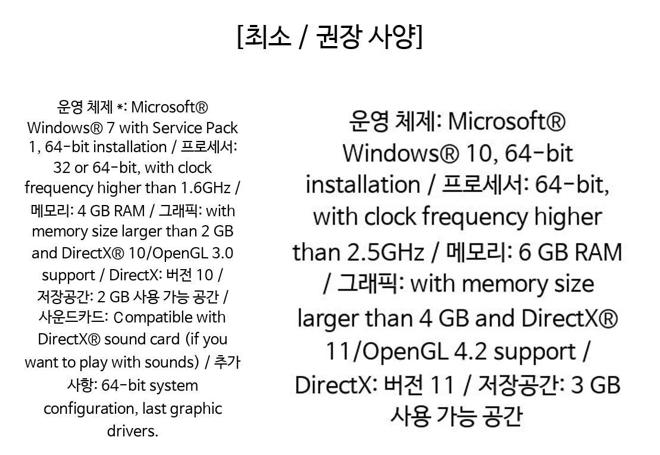 [최소 / 권장 사양]
운영 체제 *: Microsoft®
Windows® 7 with Service Pack
1, 64-bit installation / 프로세서:
32 or 64-bit, with clock
frequency higher than 1.6GHz /
메모리: 4 GB RAM / 그래픽: with
memory size larger than 2 GB
and DirectX® 10/OpenGL 3.0
support / DirectX: 버전 10 /
저장공간: 2 GB 사용 가능 공간 /
사운드카드: Compatible with
DirectX® sound card (if you
want to play with sounds) / 추가
사항: 64-bit system
configuration, last graphic
drivers.
운영 체제: Microsoft®
Windows® 10, 64-bit
installation / 프로세서: 64-bit,
with clock frequency higher
than 2.5GHz / 메모리: 6 GB RAM
/ 그래픽: with memory size
larger than 4 GB and DirectX®
11/OpenGL 4.2 support /
DirectX: 버전 11 / 저장공간: 3 GB
사용 가능 공간